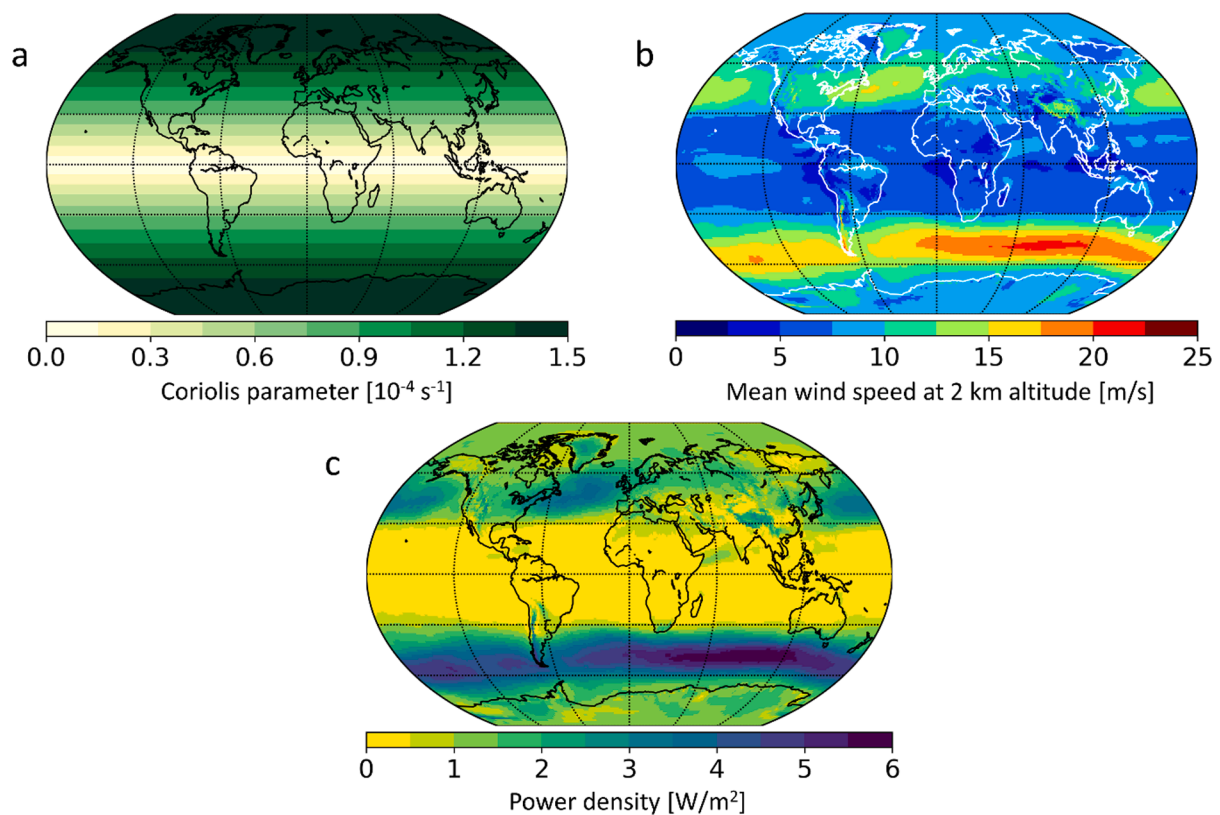 a
b
0.0 0.3 0.6 0.9 1.2 1.5
Coriolis parameter [10⁻⁴ s⁻¹]
0 5 10 15 20 25
Mean wind speed at 2 km altitude [m/s]
c
0 1 2 3 4 5 6
Power density [W/m²]